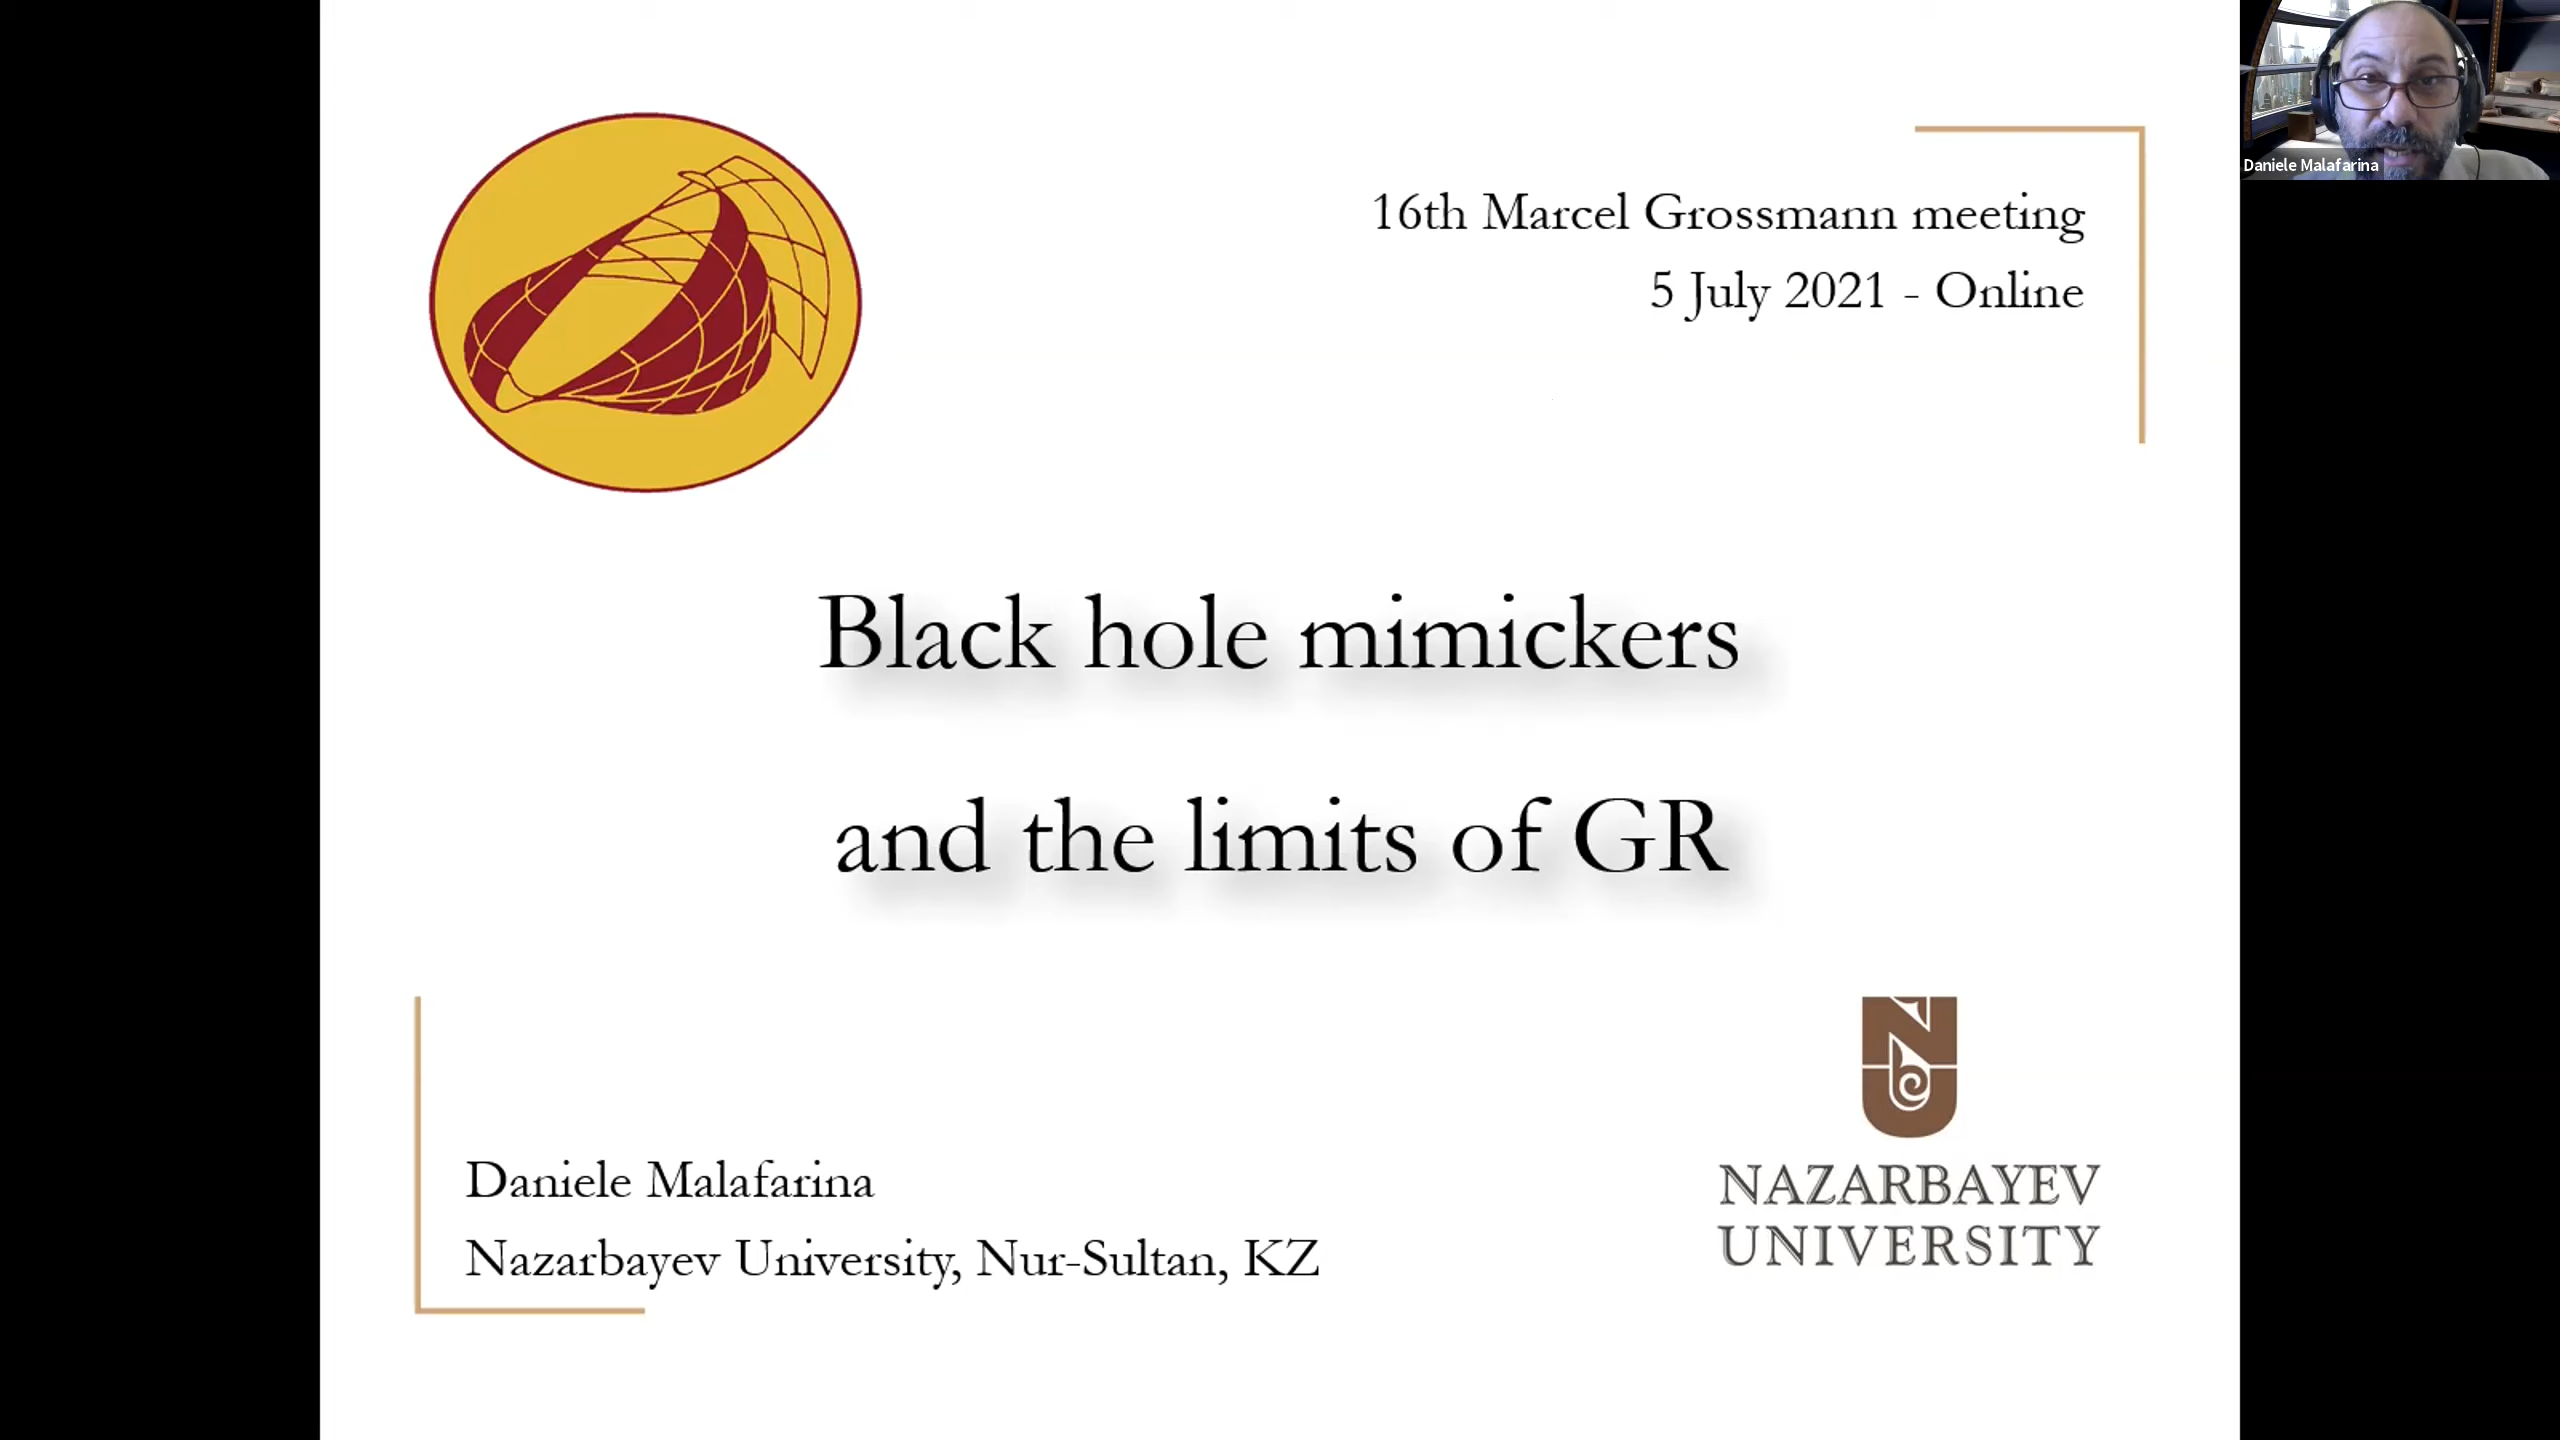 16th Marcel Grossmann meeting
5 July 2021 - Online
Black hole mimickers
and the limits of GR
Daniele Malafarina
Nazarbayev University, Nur-Sultan, KZ
NAZARBAYEV
UNIVERSITY
Daniele Malafarina